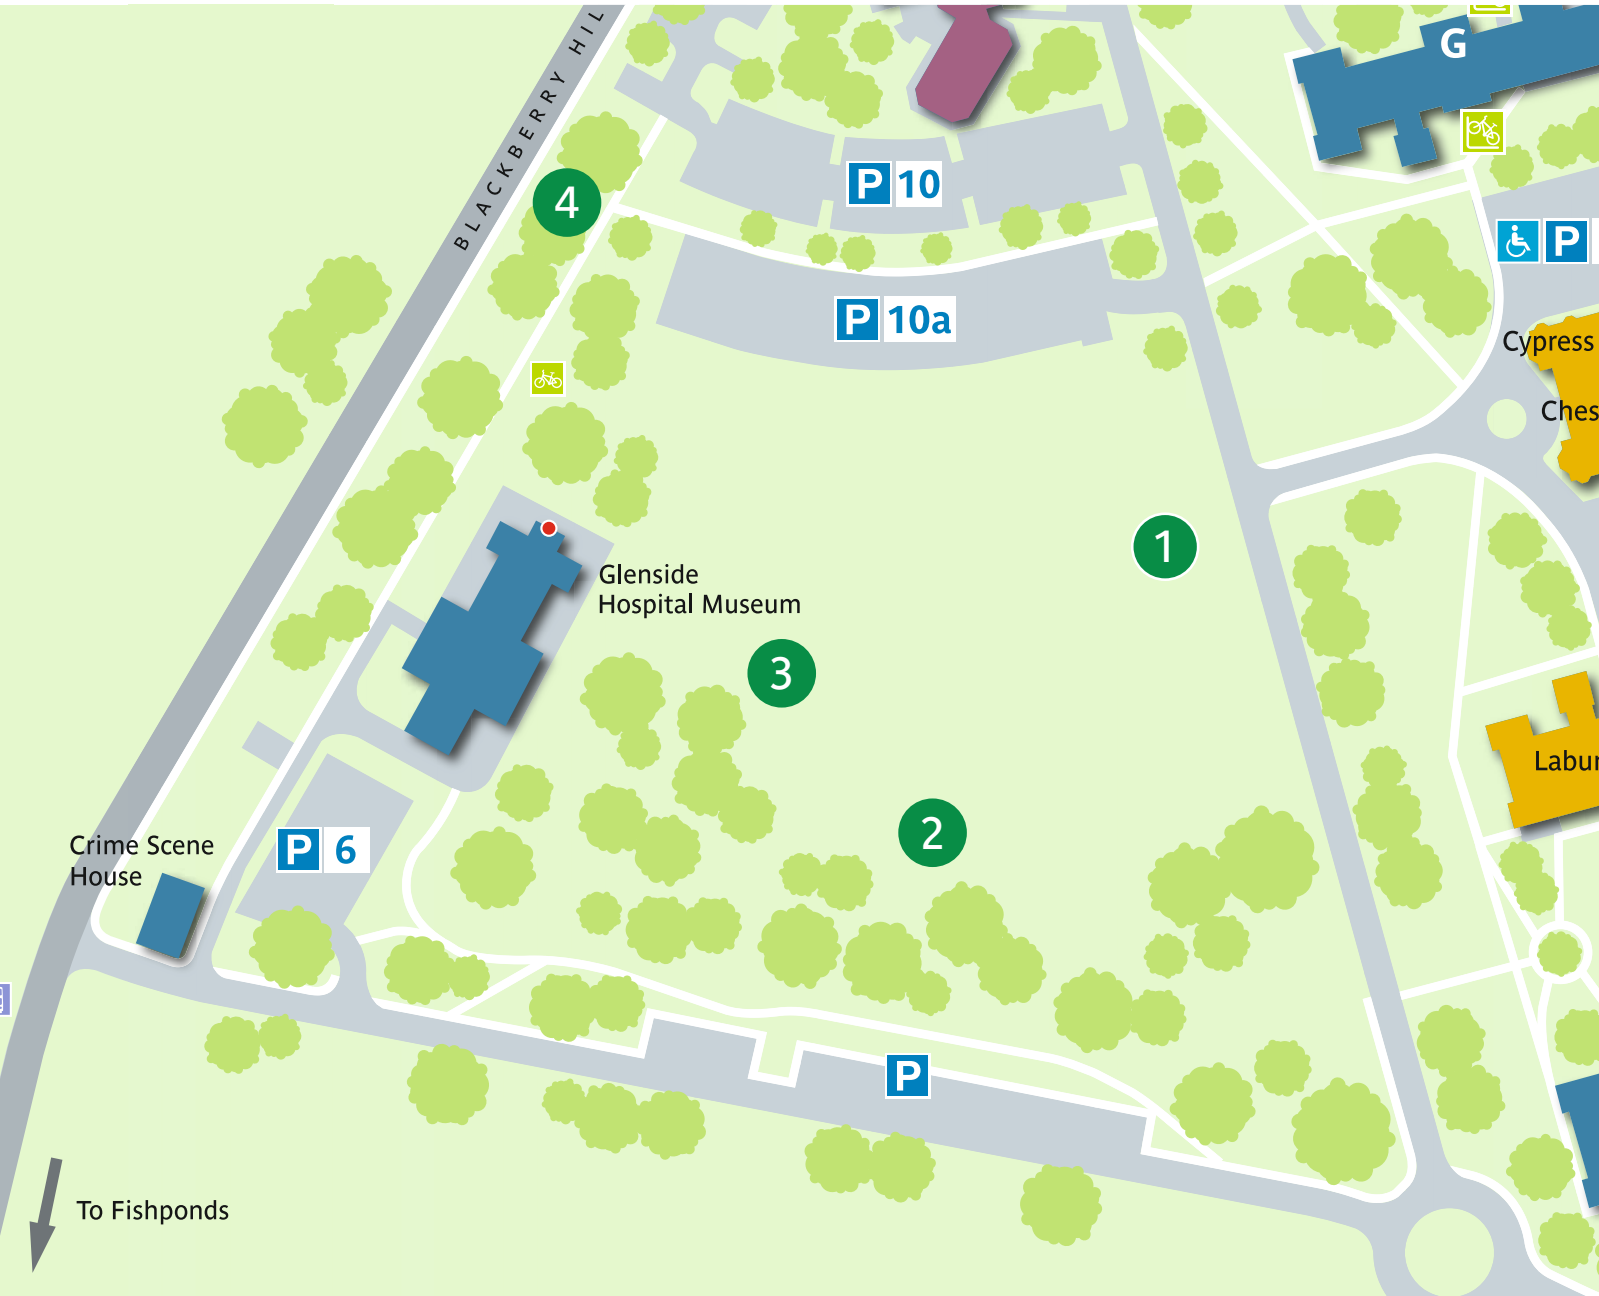 BLACKBERRY HIL
G
P 10
4
P
P 10a
Cypress
Ches
1
Glenside
Hospital Museum
3
Labur
2
Crime Scene
House
P 6
P
To Fishponds